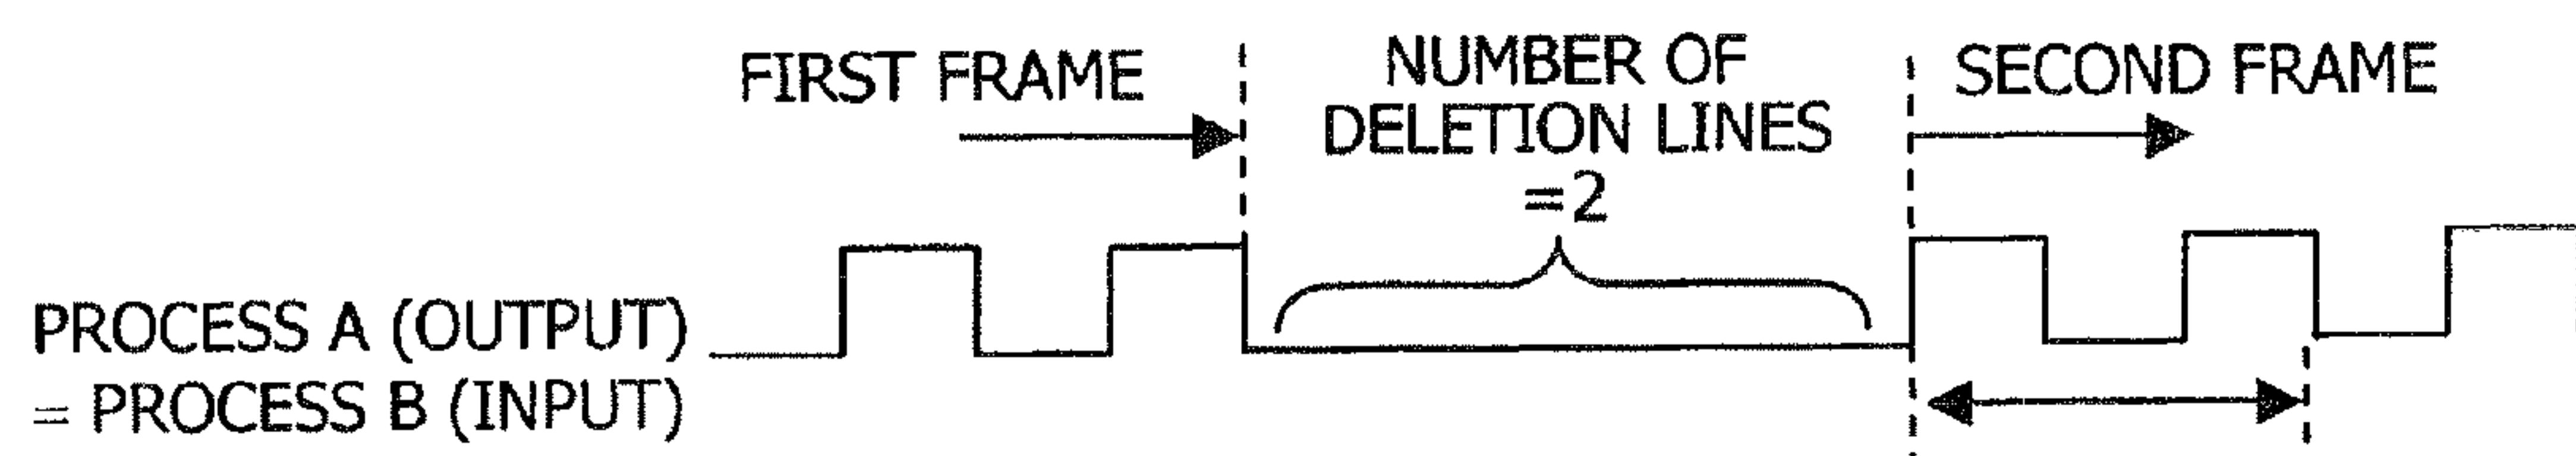 FIRST FRAME
NUMBER OF
DELETION LINES
=2
SECOND FRAME
PROCESS A (OUTPUT)
= PROCESS B (INPUT)